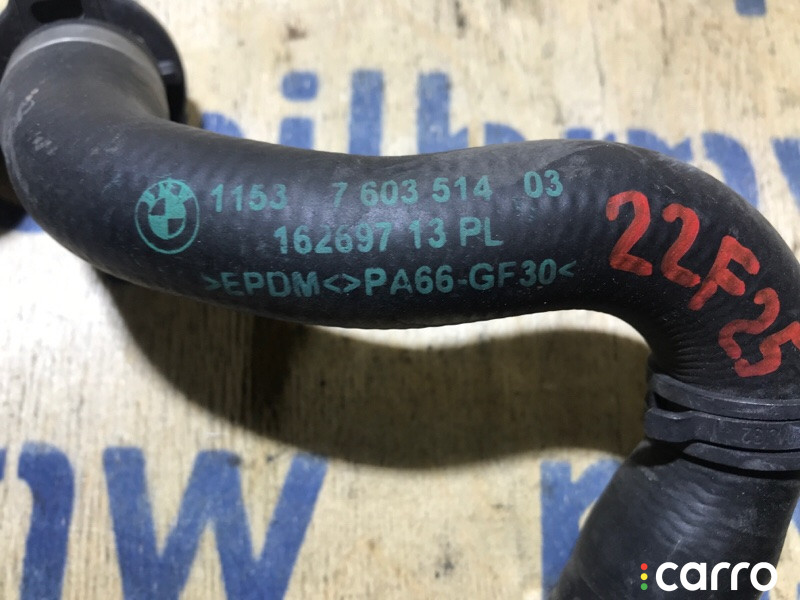 1153 7 603 514 03
162697 13 PL
>EPDM<>PA66-GF30<
22F25
carro